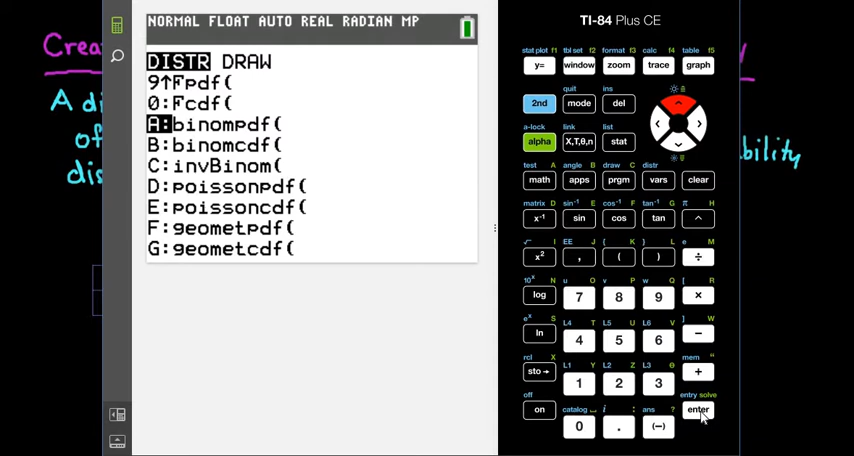 NORMAL FLOAT AUTO REAL RADIAN MP
DISTR DRAW
9↑Fpdf(
0:Fcdf(
A:binompdf(
B:binomcdf(
C:invBinom(
D:poissonpdf(
E:poissoncdf(
F:geometpdf(
G:geometcdf(
Crea
A di
of
dis
y
ability
TI-84 Plus CE
stat plot f1 tbl set f2 format f3 calc f4 table f5
y= window zoom trace graph
quit ins
2nd mode del
a-lock link list
alpha X,T,θ,n stat
test A angle B draw C distr
math apps prgm vars clear
matrix D sin⁻¹ E cos⁻¹ F tan⁻¹ G π H
x⁻¹ sin cos tan ^
√ I EE J { K } L e M
x² , ( ) ÷
10ˣ N u O v P w Q [ R
log 7 8 9 ×
eˣ S L4 T L5 U L6 V ] W
ln 4 5 6 −
rcl X L1 Y L2 Z L3 θ mem "
sto→ 1 2 3 +
off catalog i : ans ? entry solve
on 0 . (−) enter